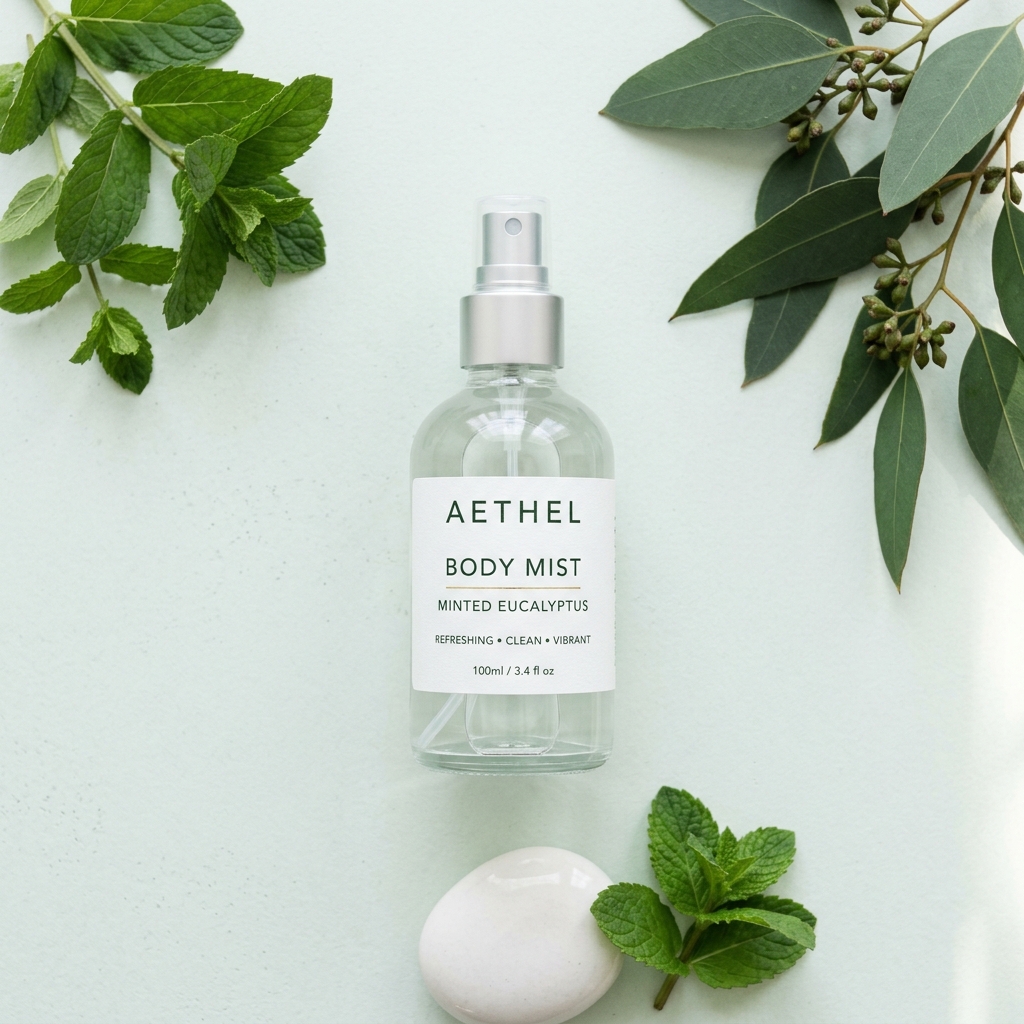 AETHEL
BODY MIST
MINTED EUCALYPTUS
REFRESHING • CLEAN • VIBRANT
100ml / 3.4 fl oz